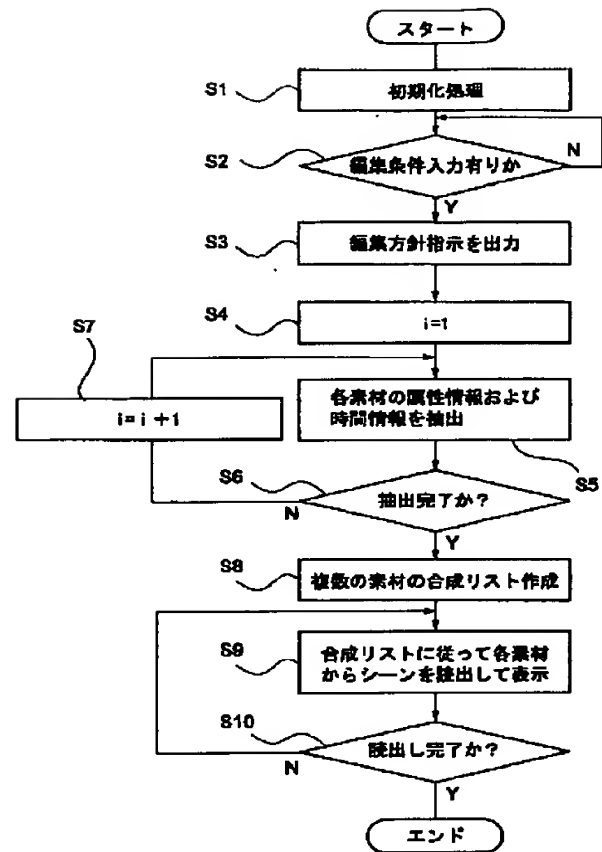 スタート
S1
初期化処理
S2
編集条件入力有りか
N
Y
S3
編集方針指示を出力
S4
i=1
S7
i=i+1
各素材の属性情報および
時間情報を抽出
S5
S6
抽出完了か?
N
Y
S8
複数の素材の合成リスト作成
S9
合成リストに従って各素材
からシーンを読出して表示
S10
読出し完了か?
N
Y
エンド